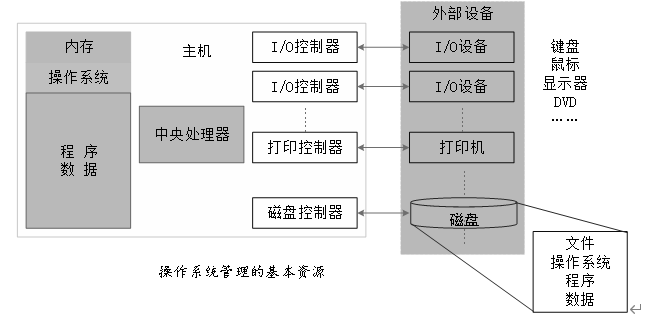 外部设备
内存
主机
I/O控制器
I/O设备
键盘
鼠标
显示器
DVD
……
操作系统
I/O控制器
I/O设备
程 序
数 据
中央处理器
打印控制器
打印机
磁盘控制器
磁盘
文件
操作系统
程序
数据
操作系统管理的基本资源